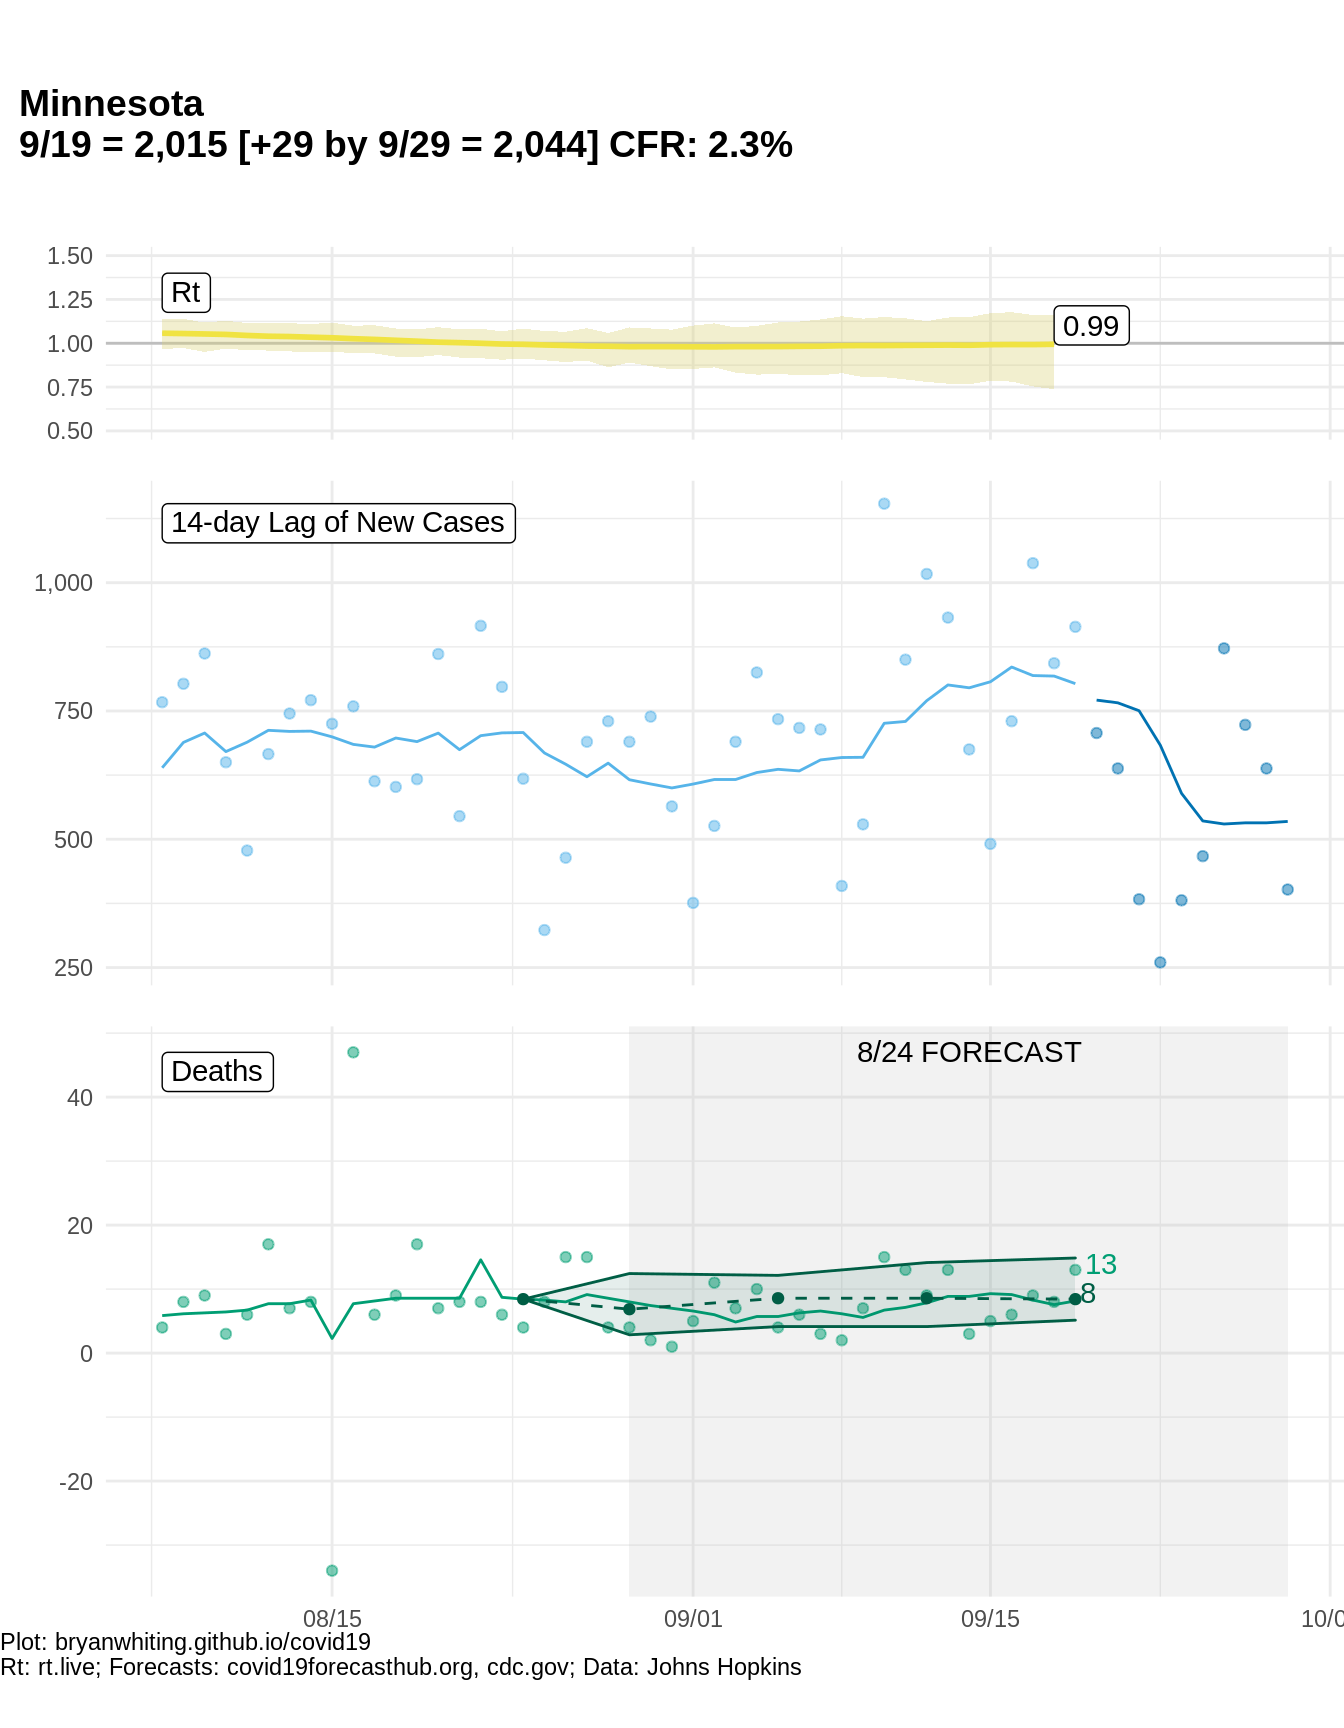 Minnesota
9/19 = 2,015 [+29 by 9/29 = 2,044] CFR: 2.3%
1.50
1.25
1.00
0.75
0.50
Rt
0.99
14-day Lag of New Cases
1,000
750
500
250
8/24 FORECAST
Deaths
40
20
0
-20
13
8
08/15
09/01
09/15
10/0
Plot: bryanwhiting.github.io/covid19
Rt: rt.live; Forecasts: covid19forecasthub.org, cdc.gov; Data: Johns Hopkins